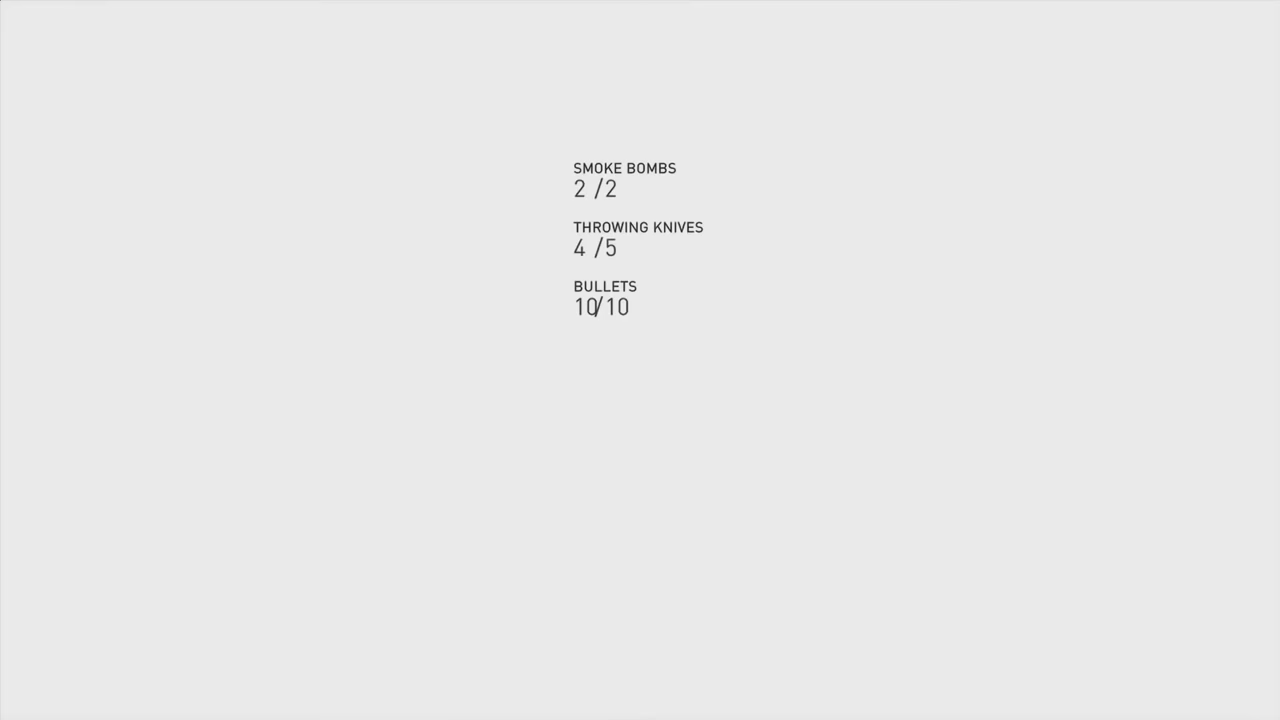 SMOKE BOMBS
2 /2
THROWING KNIVES
4 /5
BULLETS
10/10